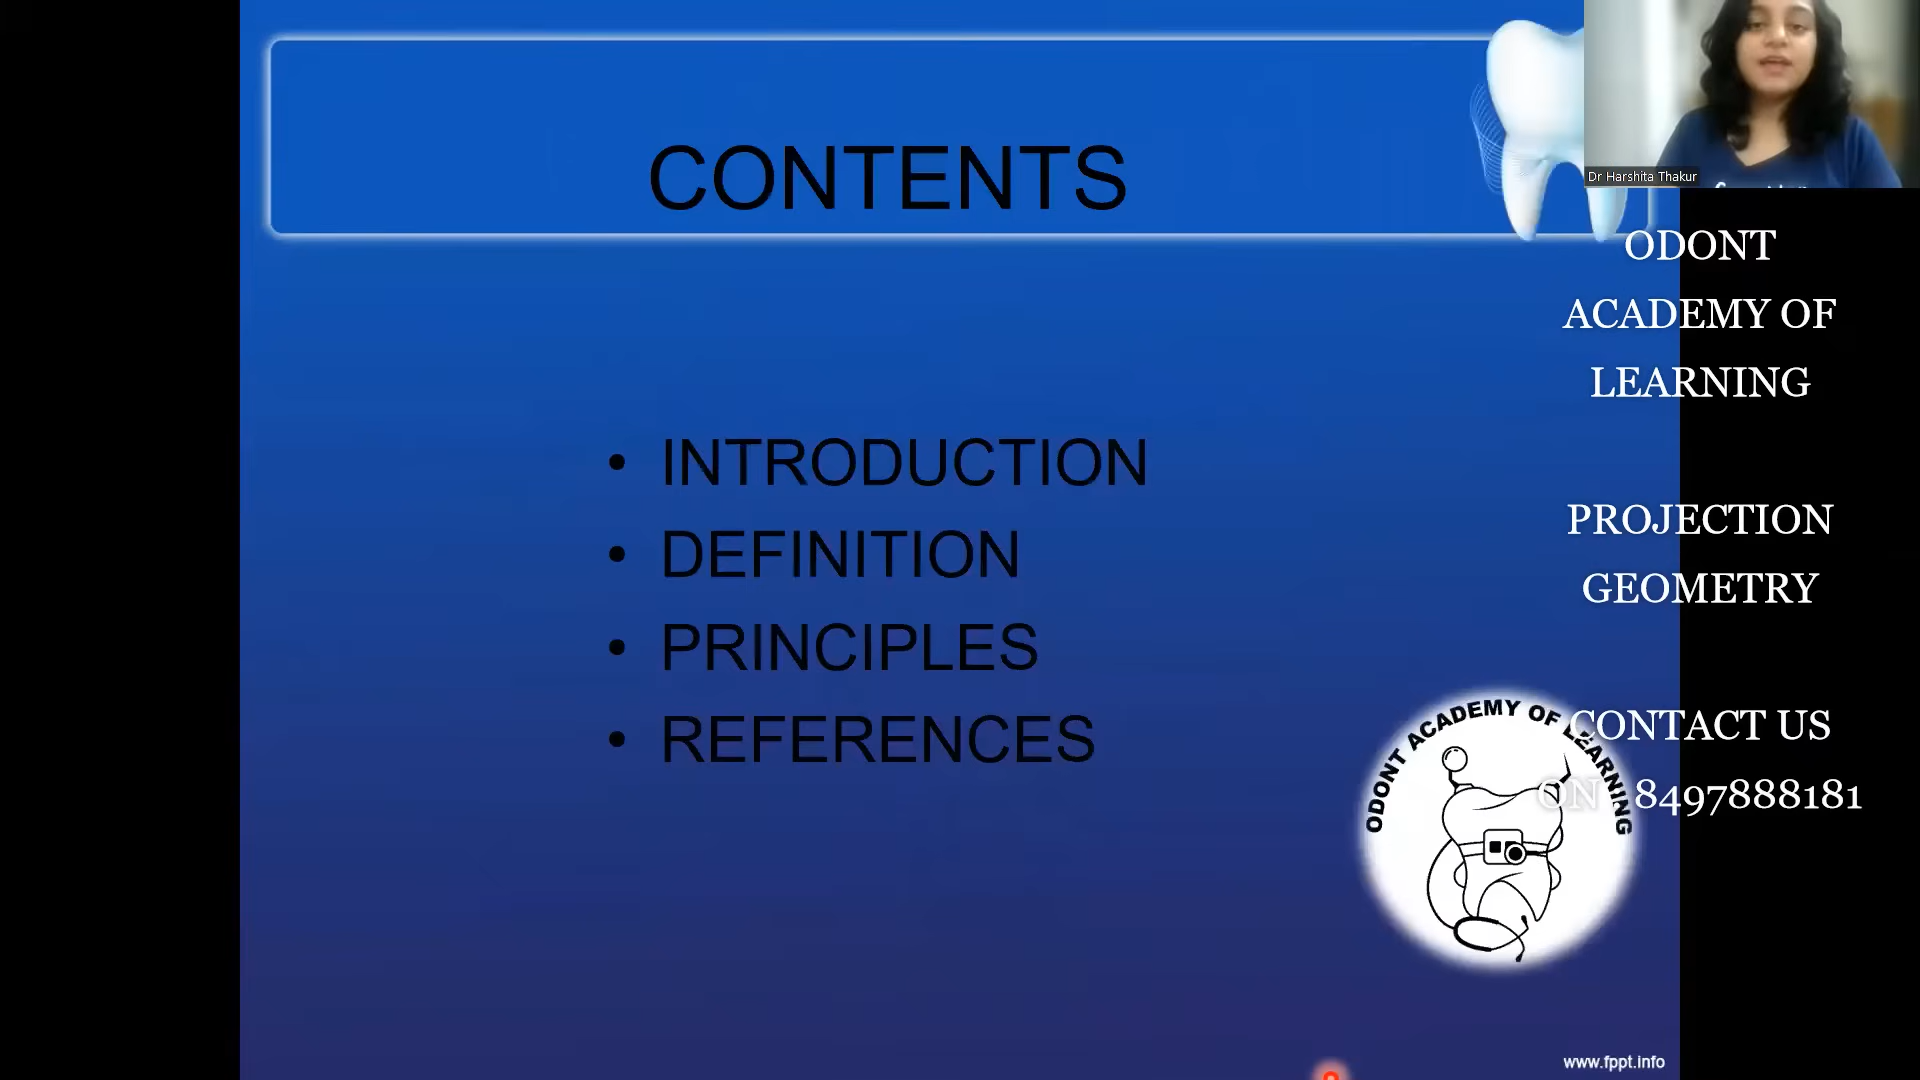 CONTENTS
• INTRODUCTION
• DEFINITION
• PRINCIPLES
• REFERENCES
Dr Harshita Thakur
ODONT
ACADEMY OF
LEARNING
PROJECTION
GEOMETRY
CONTACT US
ON 8497888181
ODONT ACADEMY OF LEARNING
www.fppt.info